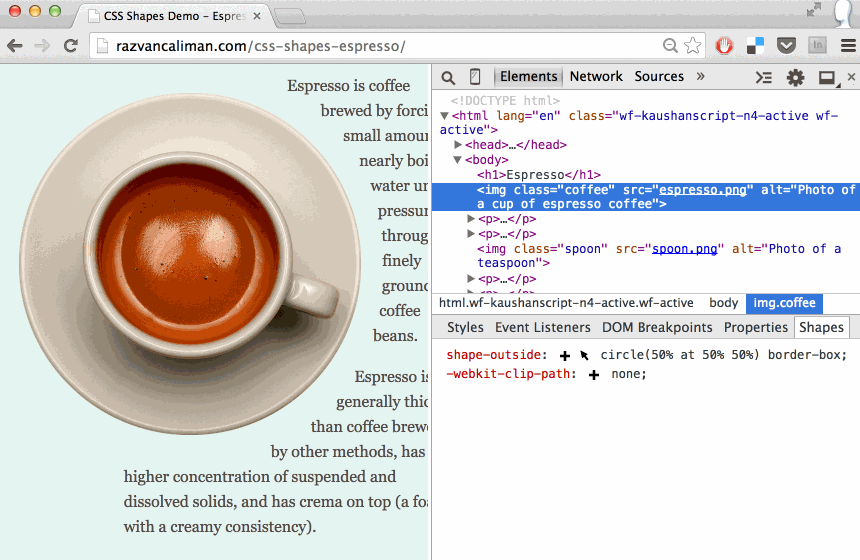 CSS Shapes Demo – Espres
razvancaliman.com/css-shapes-espresso/
Espresso is coffee
brewed by forci
small amour
nearly boi
water un
pressur
throug
finely
ground
coffee
beans.
Espresso is
generally thic
than coffee brewe
by other methods, has
higher concentration of suspended and
dissolved solids, and has crema on top (a foa
with a creamy consistency).
Elements Network Sources »
<!DOCTYPE html>
<html lang="en" class="wf-kaushanscript-n4-active wf-
active">
<head>…</head>
<body>
<h1>Espresso</h1>
<img class="coffee" src="espresso.png" alt="Photo of
a cup of espresso coffee">
<p>…</p>
<p>…</p>
<img class="spoon" src="spoon.png" alt="Photo of a
teaspoon">
<p>…</p>
html.wf-kaushanscript-n4-active.wf-active body img.coffee
Styles Event Listeners DOM Breakpoints Properties Shapes
shape-outside: circle(50% at 50% 50%) border-box;
-webkit-clip-path: none;